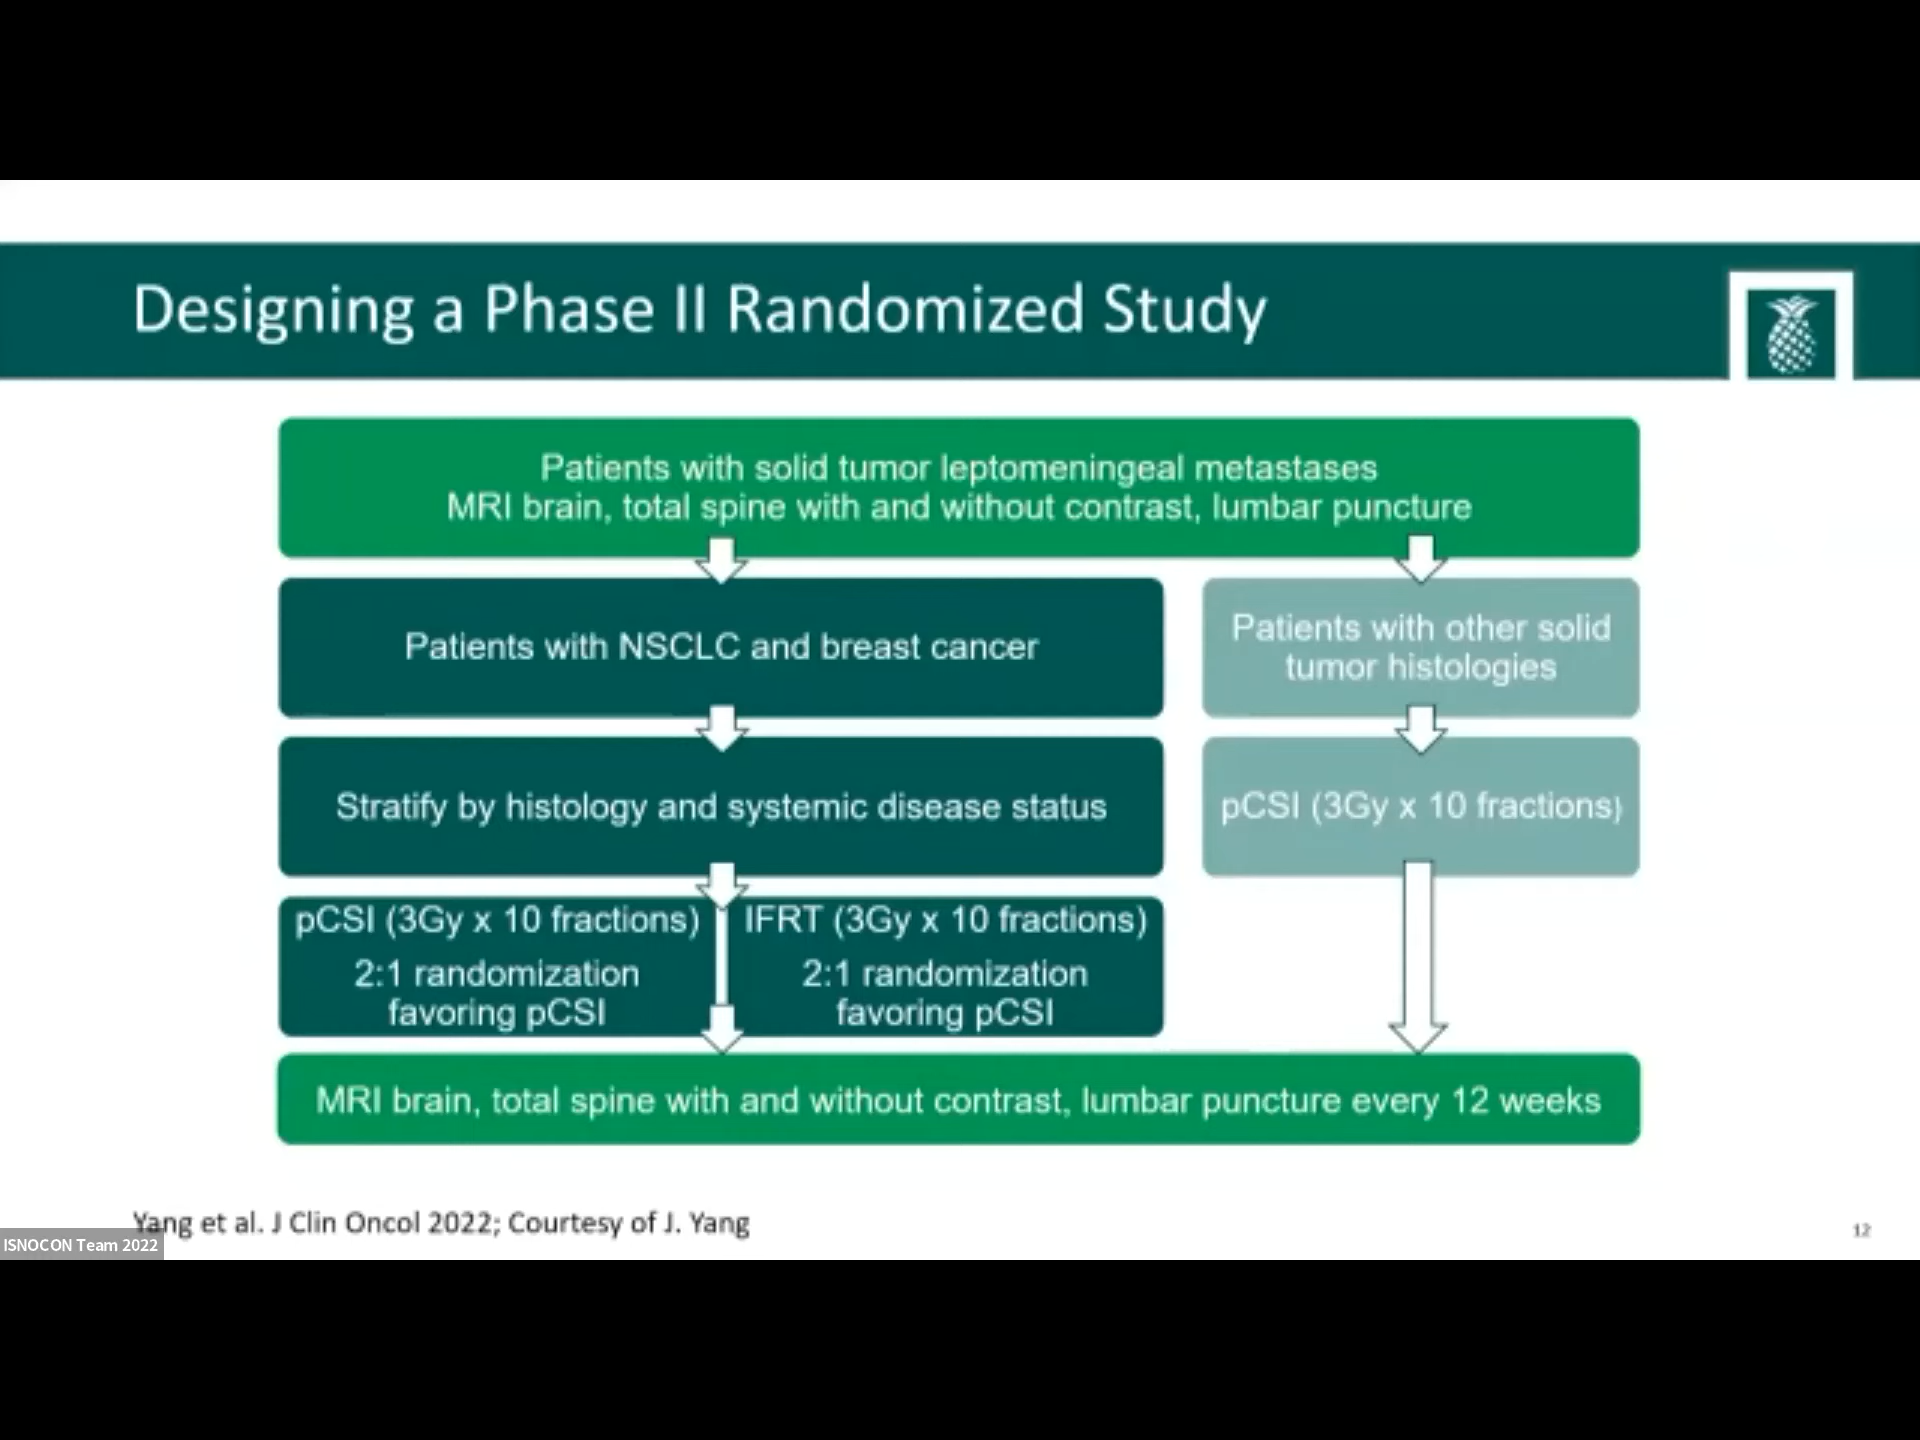 Designing a Phase II Randomized Study
Patients with solid tumor leptomeningeal metastases
MRI brain, total spine with and without contrast, lumbar puncture
Patients with NSCLC and breast cancer
Patients with other solid
tumor histologies
Stratify by histology and systemic disease status
pCSI (3Gy x 10 fractions)
pCSI (3Gy x 10 fractions)
2:1 randomization
favoring pCSI
IFRT (3Gy x 10 fractions)
2:1 randomization
favoring pCSI
MRI brain, total spine with and without contrast, lumbar puncture every 12 weeks
Yang et al. J Clin Oncol 2022; Courtesy of J. Yang
ISNOCON Team 2022
12